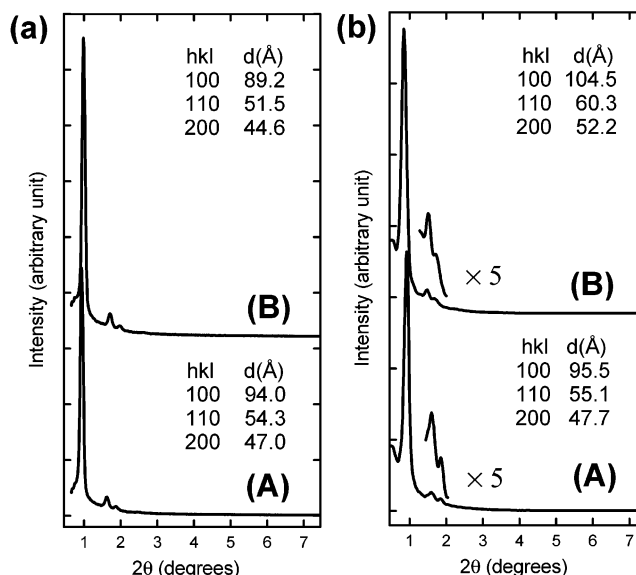 (a)
Intensity (arbitrary unit)
hkl d(Å)
100 89.2
110 51.5
200 44.6
(B)
hkl d(Å)
100 94.0
110 54.3
200 47.0
(A)
1 2 3 4 5 6 7
2θ (degrees)
(b)
Intensity (arbitrary unit)
hkl d(Å)
100 104.5
110 60.3
200 52.2
× 5
(B)
hkl d(Å)
100 95.5
110 55.1
200 47.7
× 5
(A)
1 2 3 4 5 6 7
2θ (degrees)